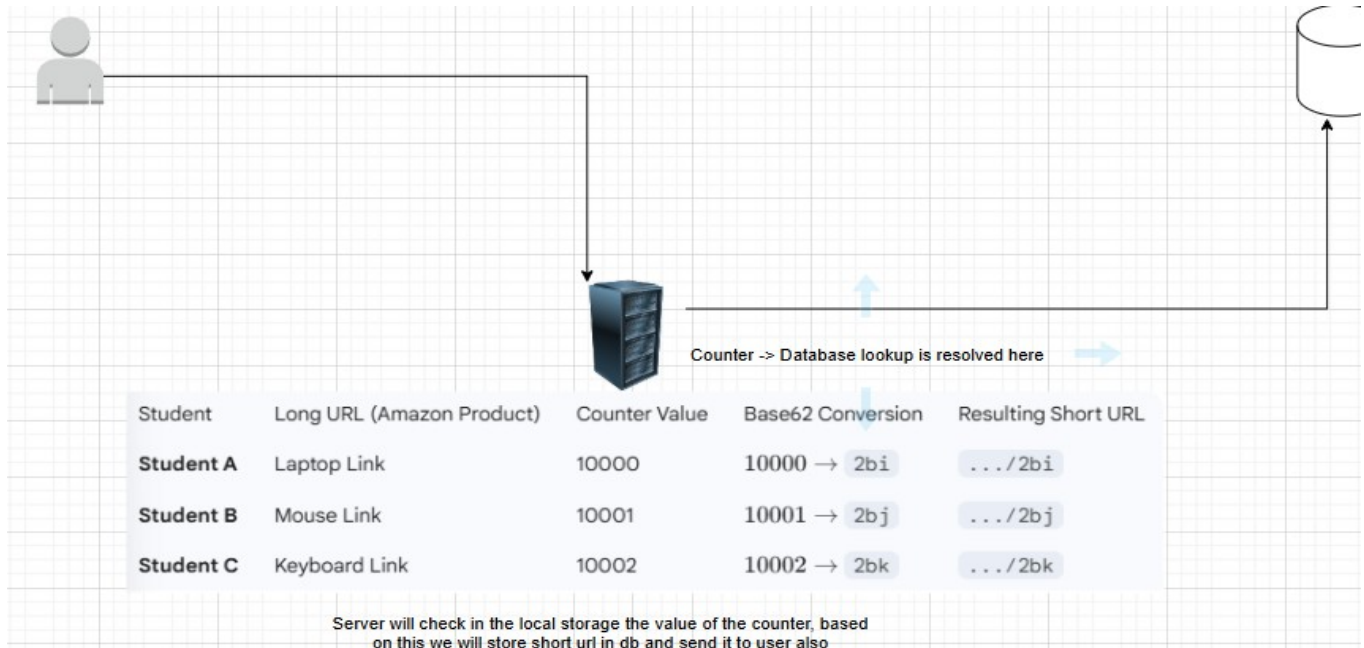 Counter -> Database lookup is resolved here
Student Long URL (Amazon Product) Counter Value Base62 Conversion Resulting Short URL
Student A Laptop Link 10000 10000 → 2bi .../2bi
Student B Mouse Link 10001 10001 → 2bj .../2bj
Student C Keyboard Link 10002 10002 → 2bk .../2bk
Server will check in the local storage the value of the counter, based
on this we will store short url in db and send it to user also